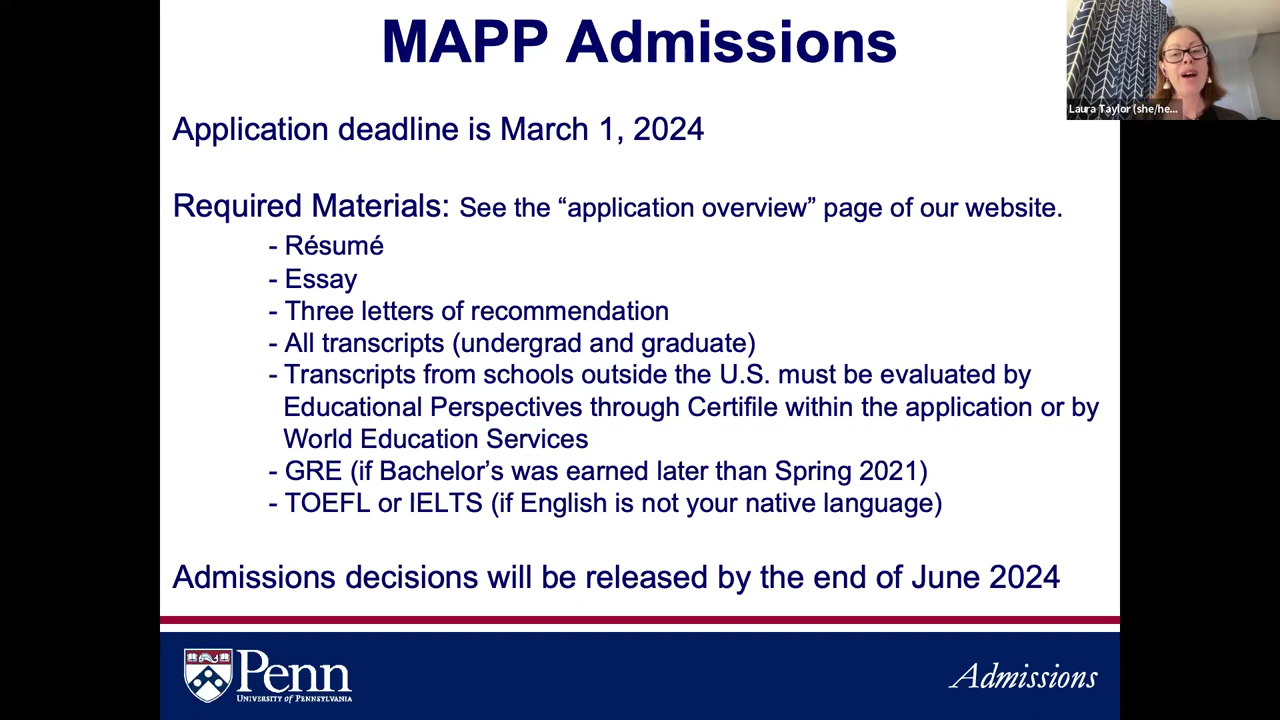 MAPP Admissions
Laura Taylor (she/he...
Application deadline is March 1, 2024
Required Materials: See the “application overview” page of our website.
- Résumé
- Essay
- Three letters of recommendation
- All transcripts (undergrad and graduate)
- Transcripts from schools outside the U.S. must be evaluated by
Educational Perspectives through Certifile within the application or by
World Education Services
- GRE (if Bachelor’s was earned later than Spring 2021)
- TOEFL or IELTS (if English is not your native language)
Admissions decisions will be released by the end of June 2024
Penn
UNIVERSITY of PENNSYLVANIA
Admissions